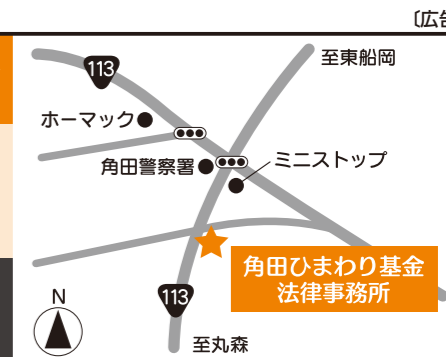 〔広告
113
至東船岡
ホーマック
角田警察署
ミニストップ
角田ひまわり基金
法律事務所
N
113
至丸森